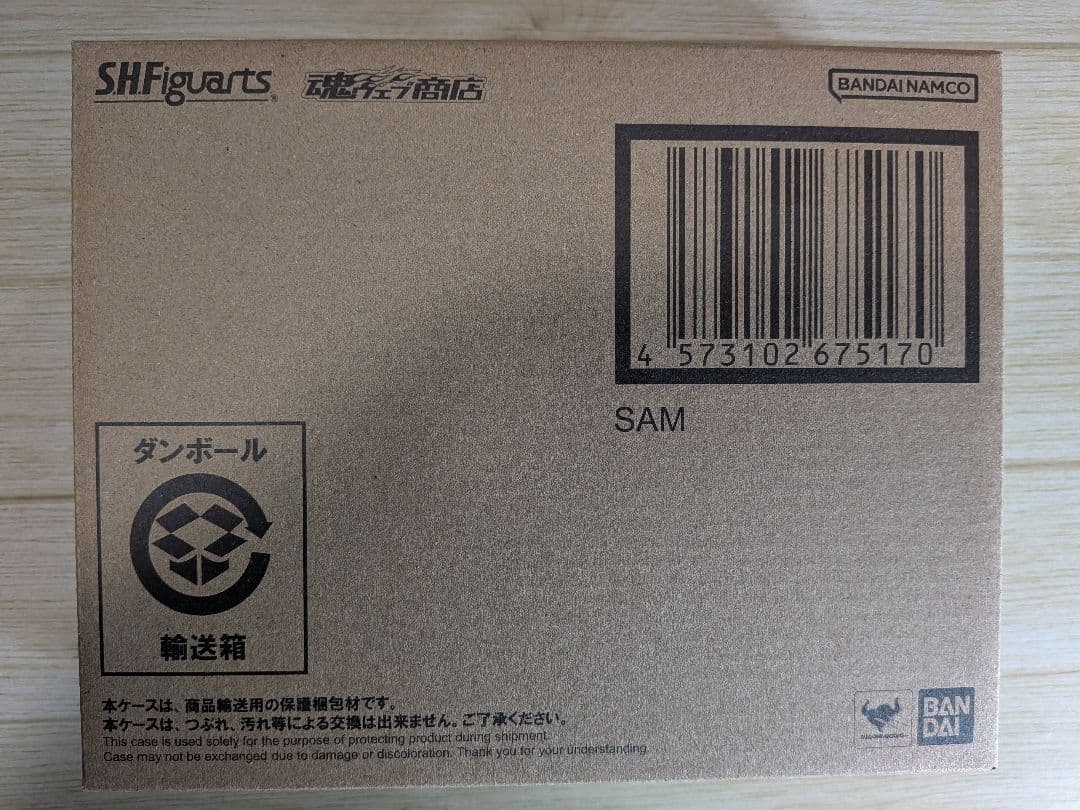 S.H.Figuarts®
魂ウェブ商店
BANDAI NAMCO
4 573102 675170
SAM
ダンボール
輸送箱
本ケースは、商品輸送用の保護梱包材です。
本ケースは、つぶれ、汚れ等による交換は出来ません。ご了承ください。
This case is used solely for the purpose of protecting product during shipment.
Case may not be exchanged due to damage or discoloration. Thank you for your understanding.
BAN
DAI